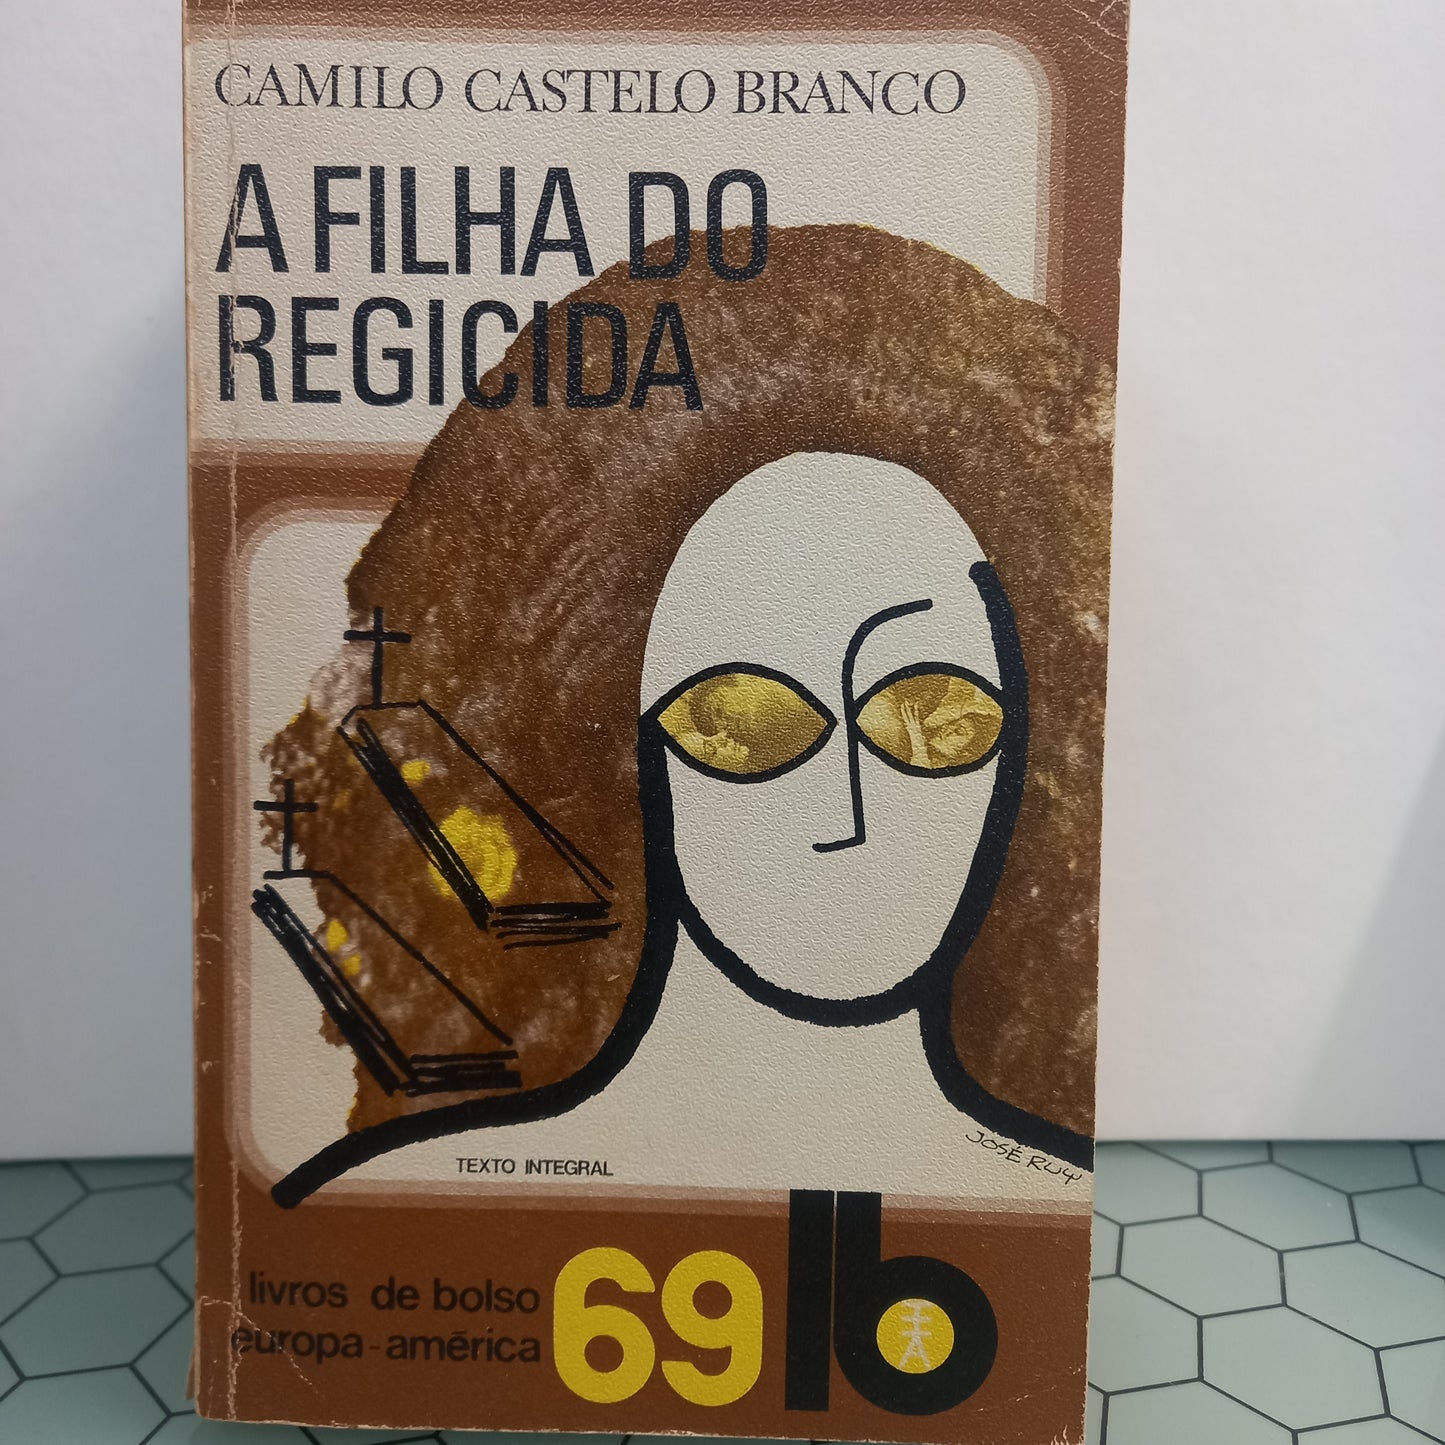 CAMILO CASTELO BRANCO
A FILHA DO
REGICIDA
TEXTO INTEGRAL
JOSÉ RUY
livros de bolso
europa-américa
69
lb